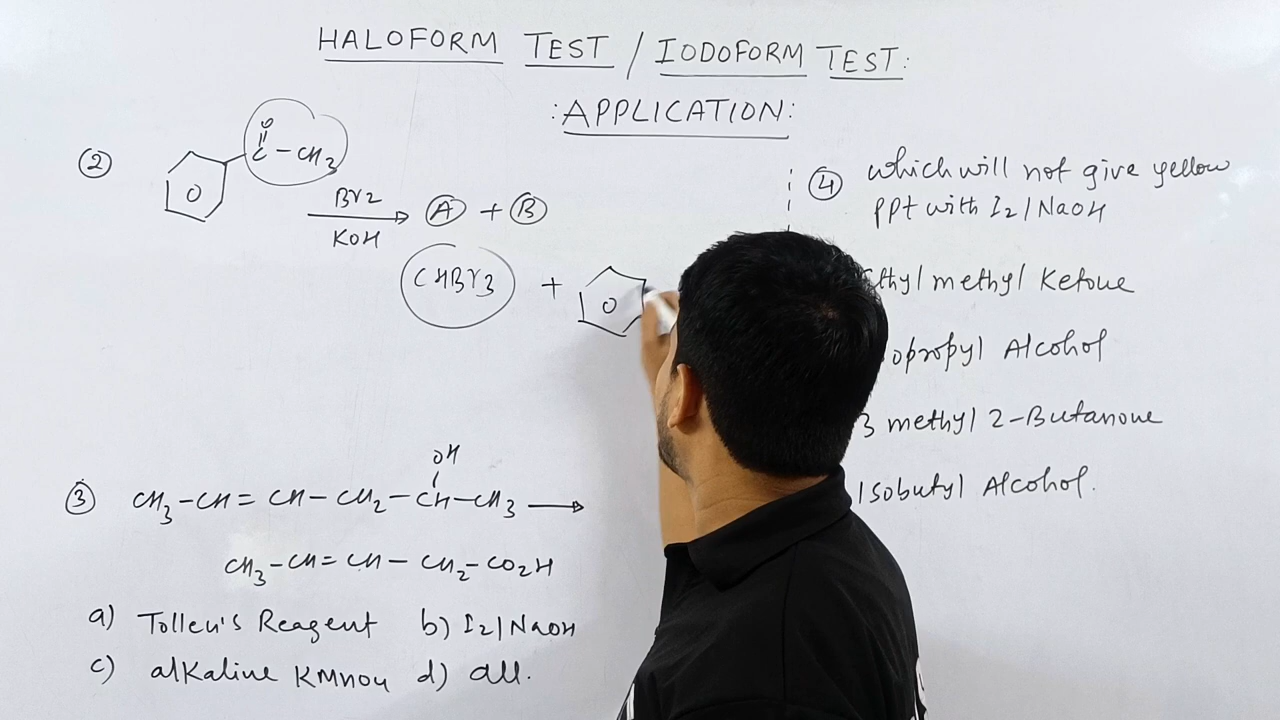 HALOFORM TEST / IODOFORM TEST:
:APPLICATION:
②
O
O
||
C-CH3
Br2
KOH
Ⓐ + Ⓑ
CHBr3 + O
③ CH3-CH=CH-CH2-CH-CH3
OH
CH3-CH=CH-CH2-CO2H
a) Tollen's Reagent b) I2/NaOH
c) alkaline KMnO4 d) all.
④ which will not give yellow
ppt with I2/NaOH
methyl Ketone
Alcohol
3 methyl 2-Butanone
Isobutyl Alcohol.